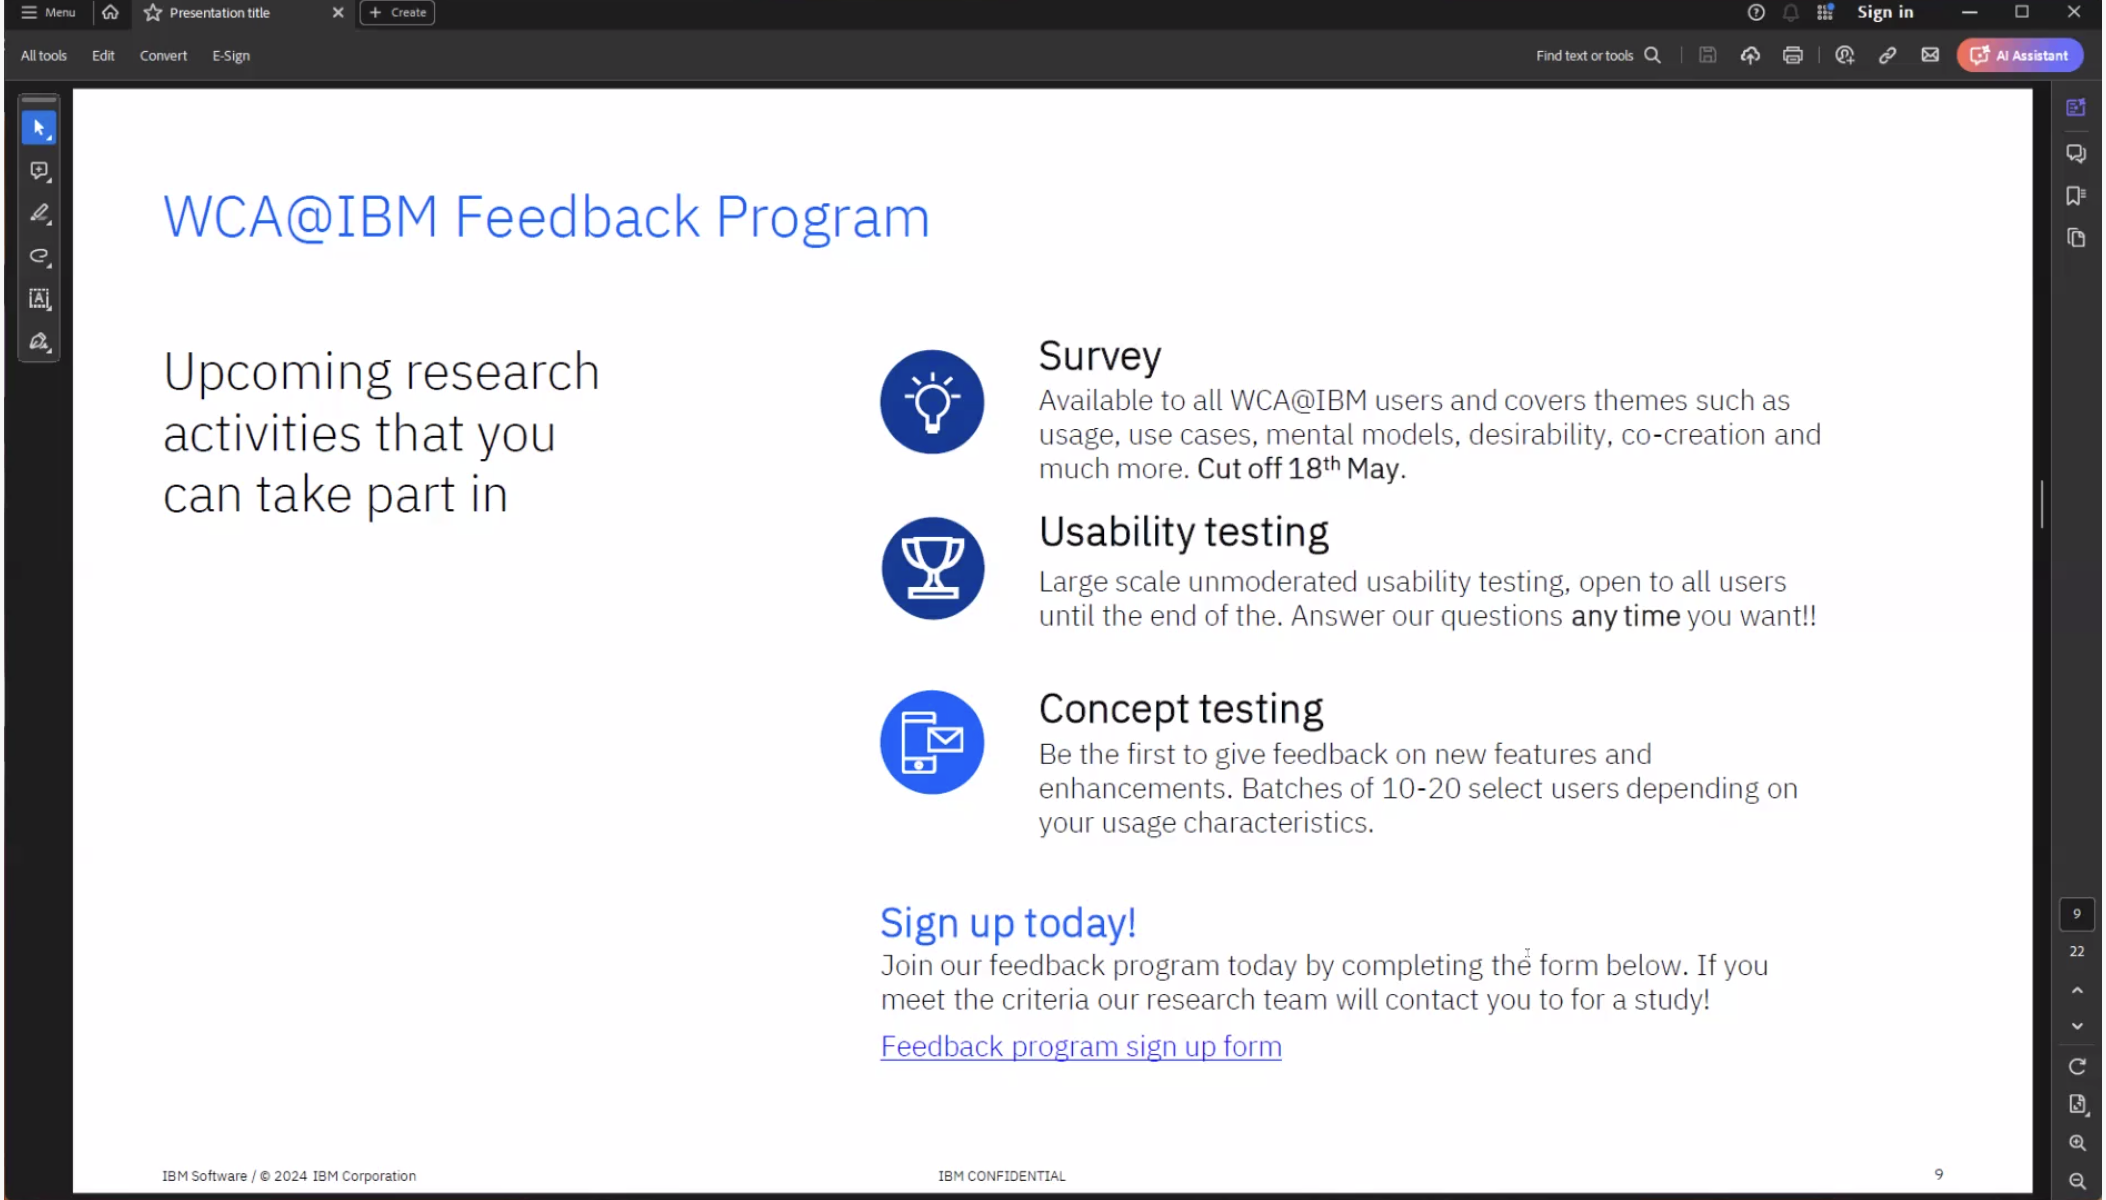 Menu
Presentation title
Create
Sign in
All tools
Edit
Convert
E-Sign
Find text or tools
AI Assistant
WCA@IBM Feedback Program
Upcoming research
activities that you
can take part in
Survey
Available to all WCA@IBM users and covers themes such as
usage, use cases, mental models, desirability, co-creation and
much more. Cut off 18th May.
Usability testing
Large scale unmoderated usability testing, open to all users
until the end of the. Answer our questions any time you want!!
Concept testing
Be the first to give feedback on new features and
enhancements. Batches of 10-20 select users depending on
your usage characteristics.
Sign up today!
Join our feedback program today by completing the form below. If you
meet the criteria our research team will contact you to for a study!
Feedback program sign up form
IBM Software / © 2024 IBM Corporation
IBM CONFIDENTIAL
9
9
22